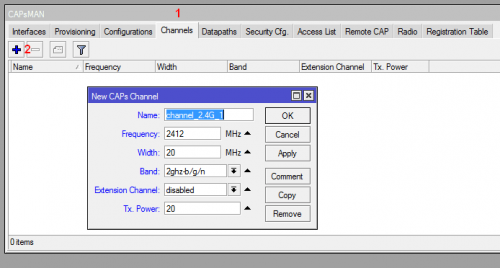 1
CAPsMAN
Interfaces Provisioning Configurations Channels Datapaths Security Cfg. Access List Remote CAP Radio Registration Table
2
Name Frequency Width Band Extension Channel Tx. Power
New CAPs Channel
Name: channel_2.4G_1 OK
Frequency: 2412 MHz Cancel
Width: 20 MHz Apply
Band: 2ghz-b/g/n
Comment
Extension Channel: disabled
Copy
Tx. Power: 20
Remove
0 items